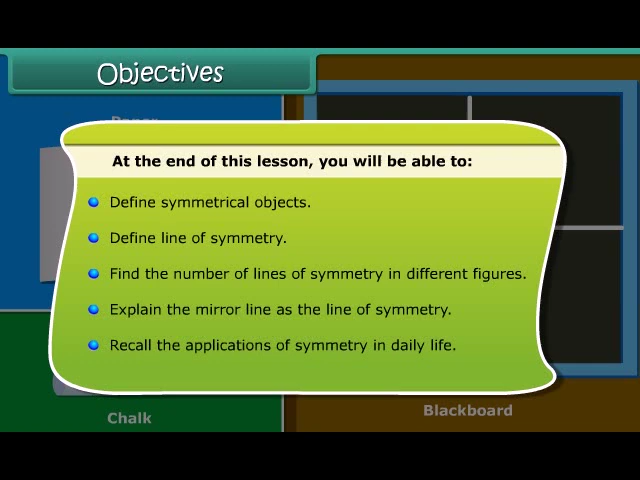 Objectives
At the end of this lesson, you will be able to:
Define symmetrical objects.
Define line of symmetry.
Find the number of lines of symmetry in different figures.
Explain the mirror line as the line of symmetry.
Recall the applications of symmetry in daily life.
Chalk
Blackboard